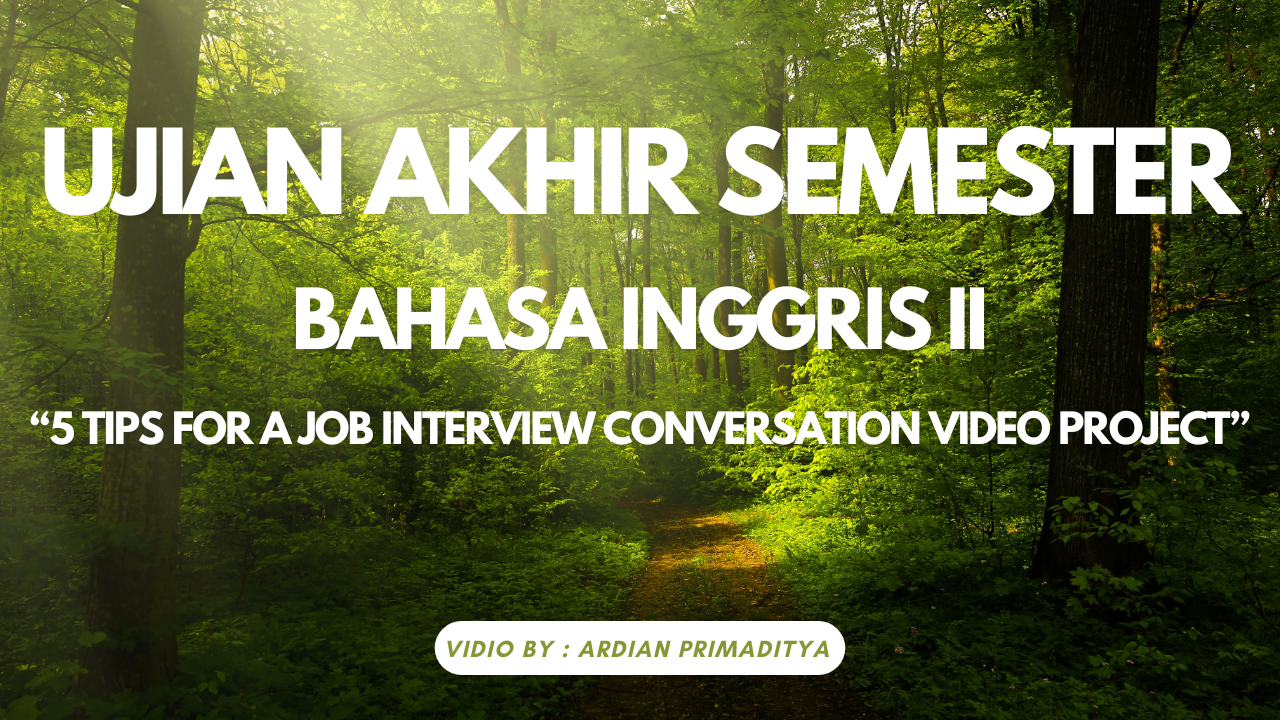 UJIAN AKHIR SEMESTER
BAHASA INGGRIS II
“5 TIPS FOR A JOB INTERVIEW CONVERSATION VIDEO PROJECT”
VIDIO BY : ARDIAN PRIMADITYA